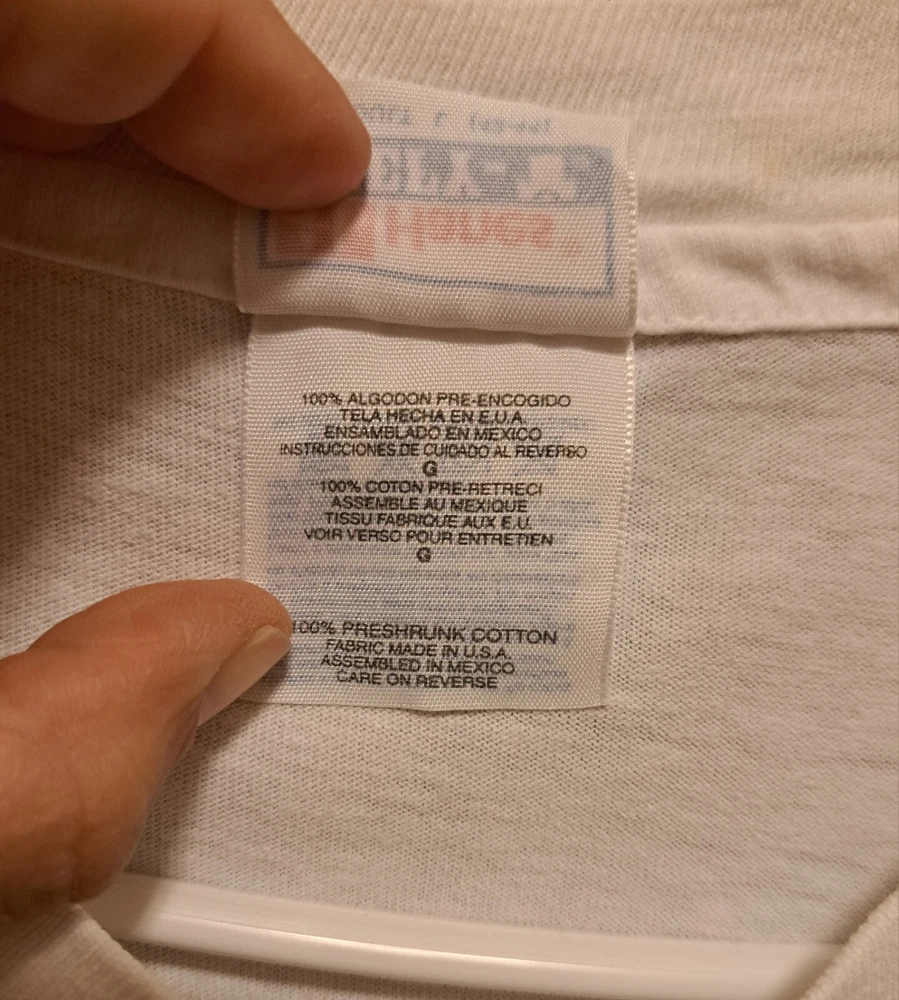 100% ALGODON PRE-ENCOGIDO
TELA HECHA EN E.U.A.
ENSAMBLADO EN MEXICO
INSTRUCCIONES DE CUIDADO AL REVERSO
G
100% COTON PRE-RETRECI
ASSEMBLE AU MEXIQUE
TISSU FABRIQUE AUX E.U.
VOIR VERSO POUR ENTRETIEN
G
100% PRESHRUNK COTTON
FABRIC MADE IN U.S.A.
ASSEMBLED IN MEXICO
CARE ON REVERSE